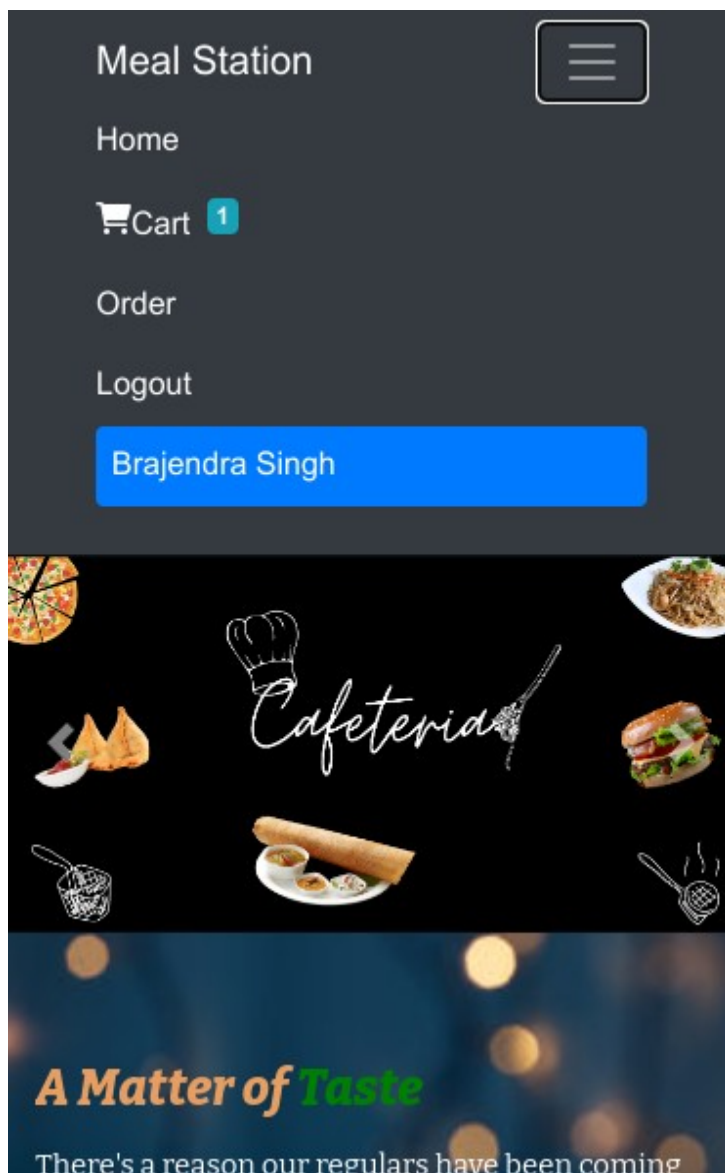 Meal Station
Home
Cart 1
Order
Logout
Brajendra Singh
Cafeteria
A Matter of Taste
There's a reason our regulars have been coming